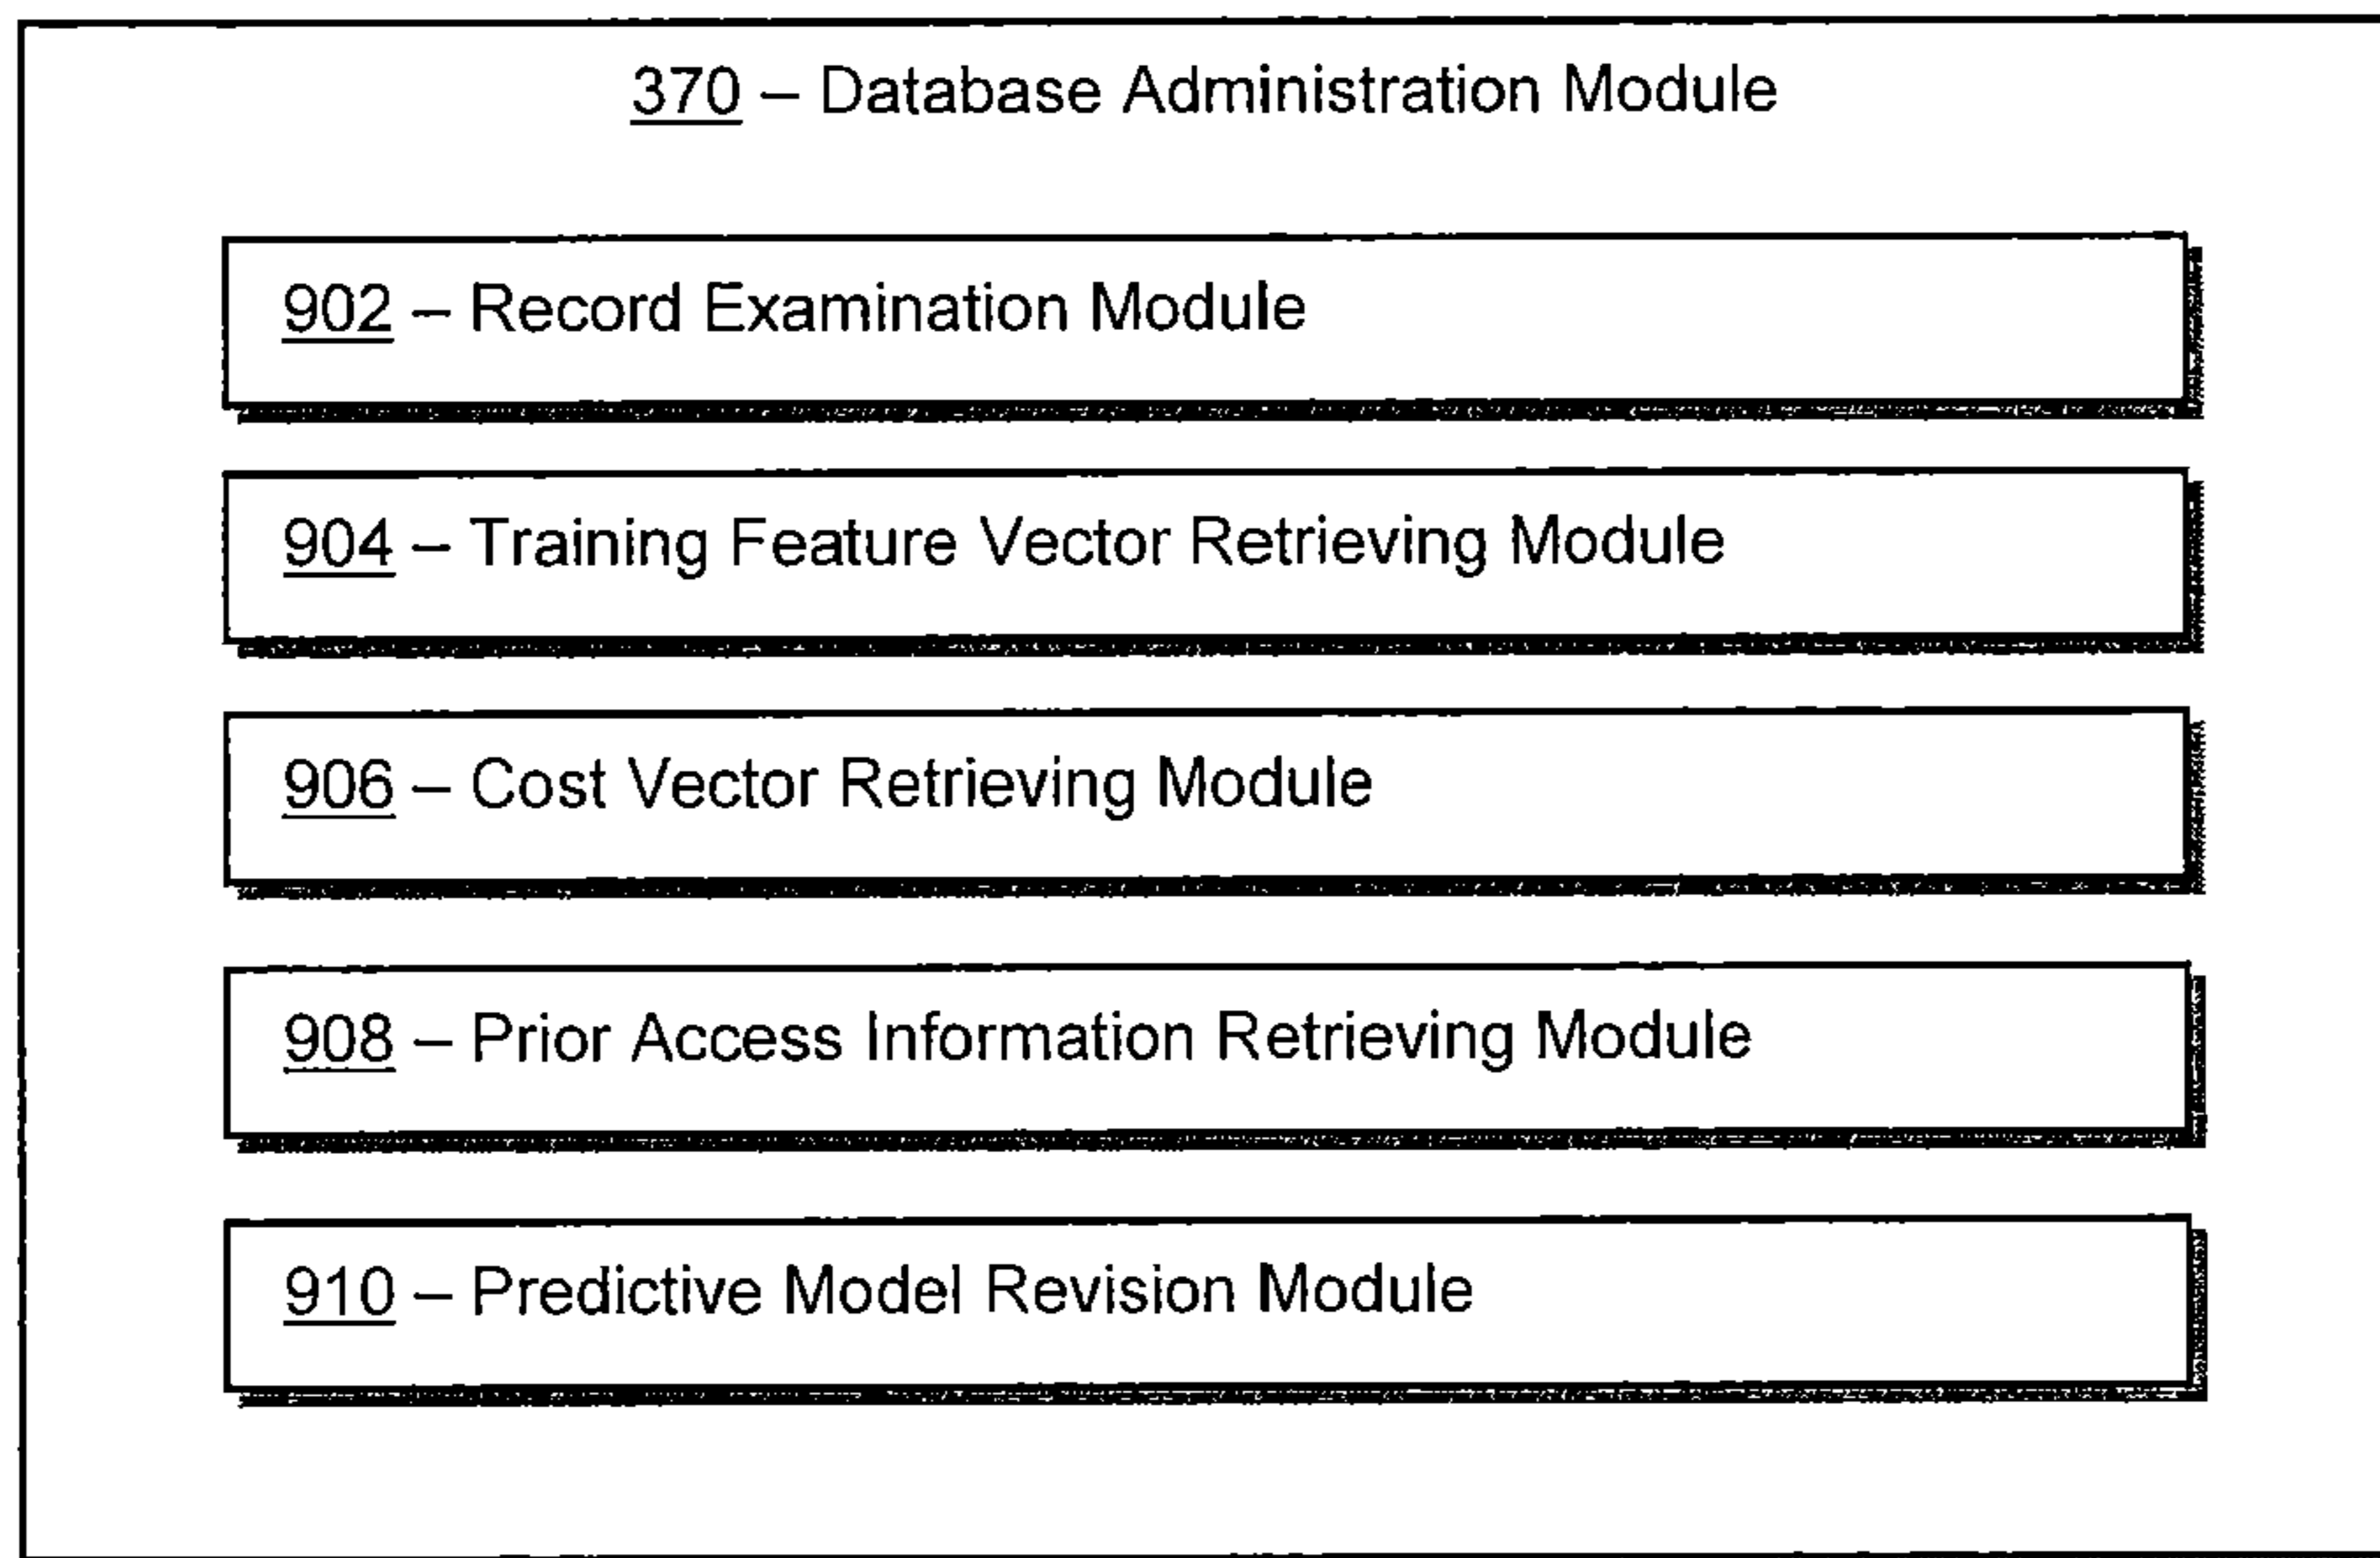 370 – Database Administration Module
902 – Record Examination Module
904 – Training Feature Vector Retrieving Module
906 – Cost Vector Retrieving Module
908 – Prior Access Information Retrieving Module
910 – Predictive Model Revision Module